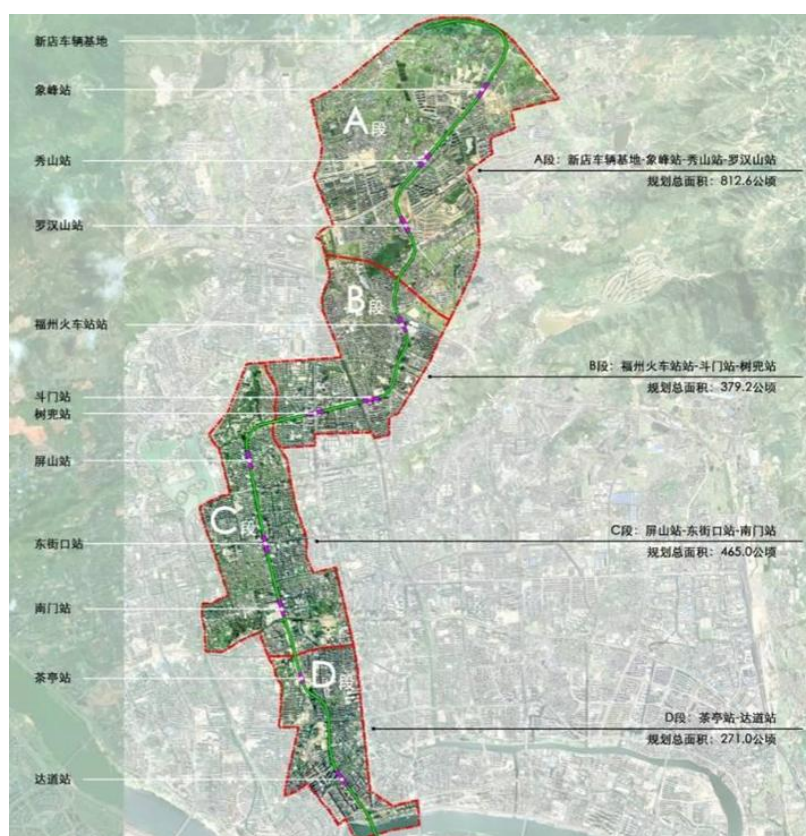 新店车辆基地
象峰站
A段
秀山站
A段：新店车辆基地-象峰站-秀山站-罗汉山站
规划总面积：812.6公顷
罗汉山站
B段
福州火车站站
B段：福州火车站站-斗门站-树兜站
规划总面积：379.2公顷
斗门站
树兜站
屏山站
C段
C段：屏山站-东街口站-南门站
规划总面积：465.0公顷
东街口站
南门站
茶亭站
D段
D段：茶亭站-达道站
规划总面积：271.0公顷
达道站